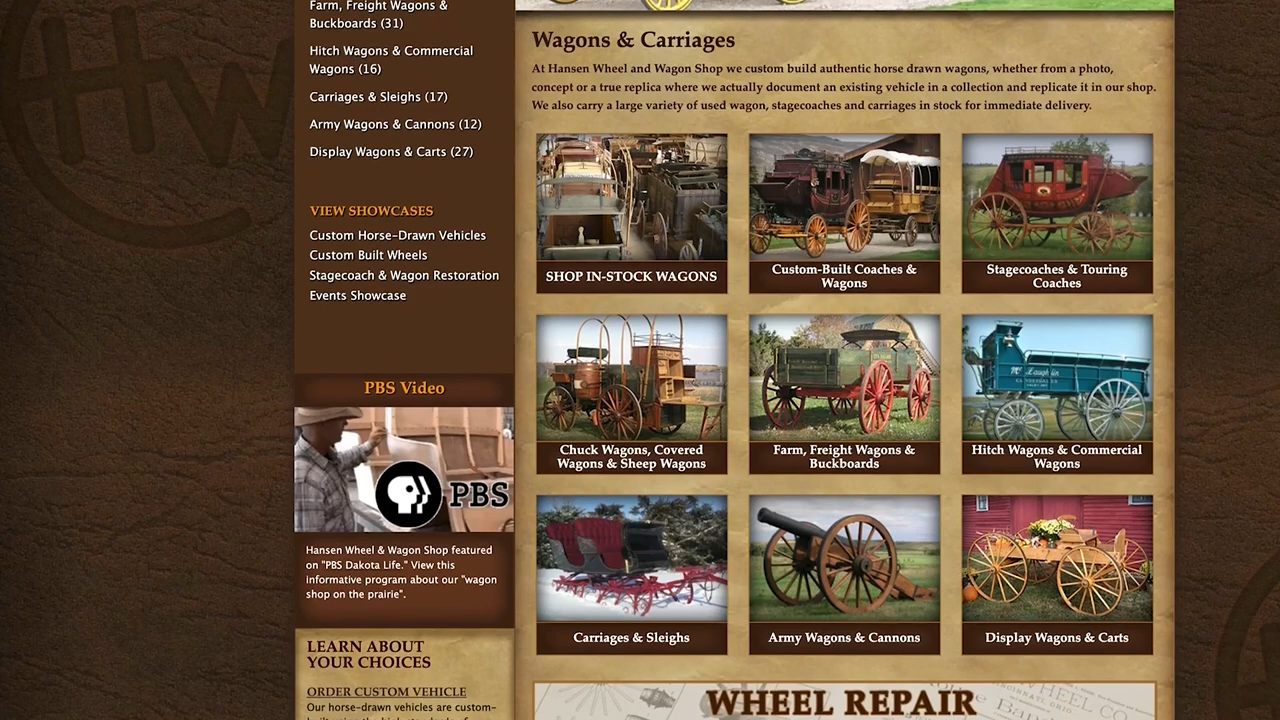 Farm, Freight Wagons &
Buckboards (31)
Hitch Wagons & Commercial
Wagons (16)
Carriages & Sleighs (17)
Army Wagons & Cannons (12)
Display Wagons & Carts (27)
VIEW SHOWCASES
Custom Horse-Drawn Vehicles
Custom Built Wheels
Stagecoach & Wagon Restoration
Events Showcase
PBS Video
PBS
Hansen Wheel & Wagon Shop featured
on "PBS Dakota Life." View this
informative program about our "wagon
shop on the prairie".
LEARN ABOUT
YOUR CHOICES
ORDER CUSTOM VEHICLE
Our horse-drawn vehicles are custom-
Wagons & Carriages
At Hansen Wheel and Wagon Shop we custom build authentic horse drawn wagons, whether from a photo,
concept or a true replica where we actually document an existing vehicle in a collection and replicate it in our shop.
We also carry a large variety of used wagon, stagecoaches and carriages in stock for immediate delivery.
SHOP IN-STOCK WAGONS
Custom-Built Coaches &
Wagons
Stagecoaches & Touring
Coaches
Chuck Wagons, Covered
Wagons & Sheep Wagons
Farm, Freight Wagons &
Buckboards
Mc Laughlin
Hitch Wagons & Commercial
Wagons
Carriages & Sleighs
Army Wagons & Cannons
Display Wagons & Carts
WHEEL REPAIR